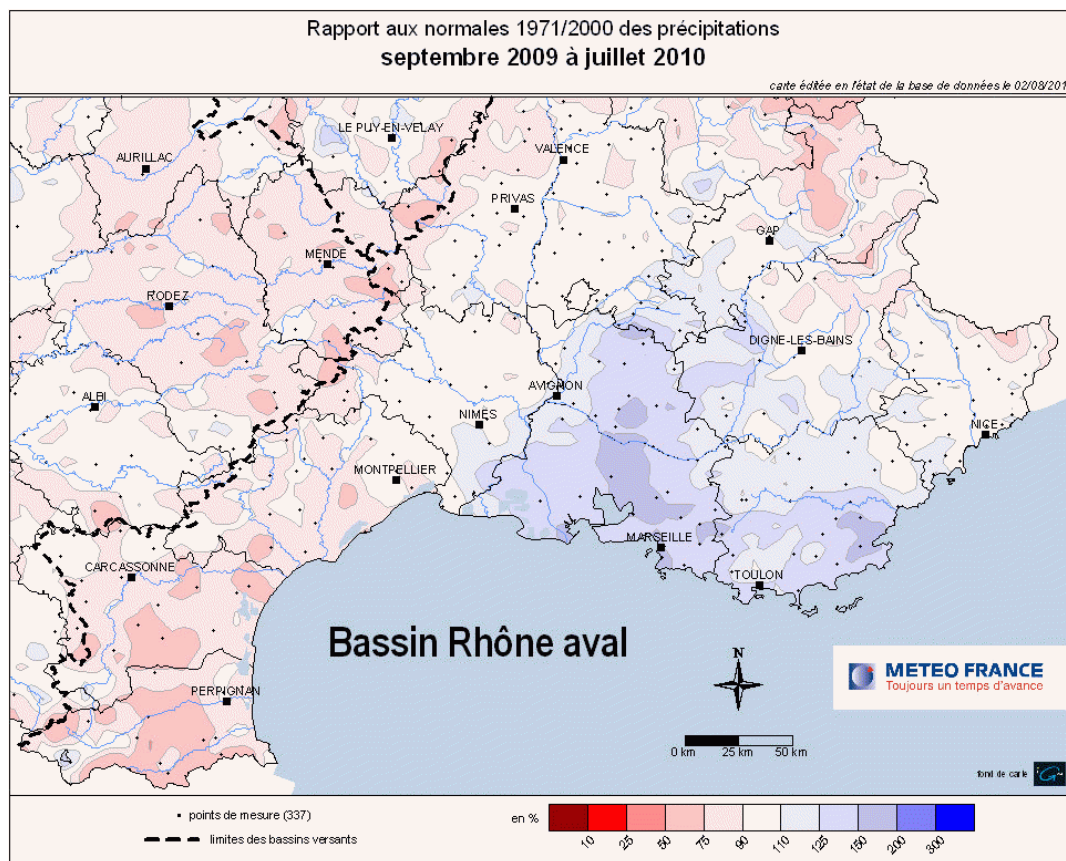 Rapport aux normales 1971/2000 des précipitations
septembre 2009 à juillet 2010
carte éditée en l'état de la base de données le 02/08/201
LE PUY-EN-VELAY
AURILLAC
VALENCE
PRIVAS
GAP
MENDE
RODEZ
DIGNE-LES-BAINS
AVIGNON
ALBI
NIMES
NICE
MONTPELLIER
MARSEILLE
CARCASSONNE
TOULON
Bassin Rhône aval
N
METEO FRANCE
Toujours un temps d'avance
PERPIGNAN
0 km 25 km 50 km
fond de carte
points de mesure (337)
en %
limites des bassins versants
10 25 50 75 90 110 125 150 200 300